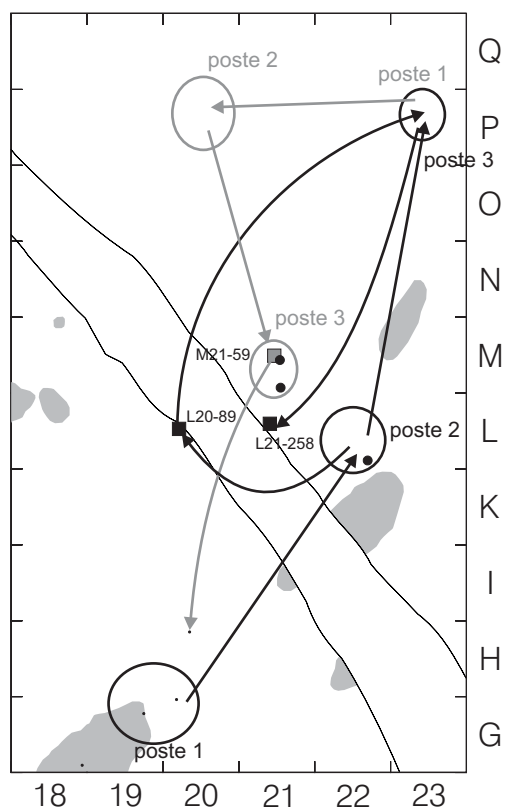 Q
poste 2
poste 1
P
poste 3
O
N
poste 3
M21-59
M
L20-89
L21-258
poste 2
L
K
I
H
poste 1
G
18 19 20 21 22 23